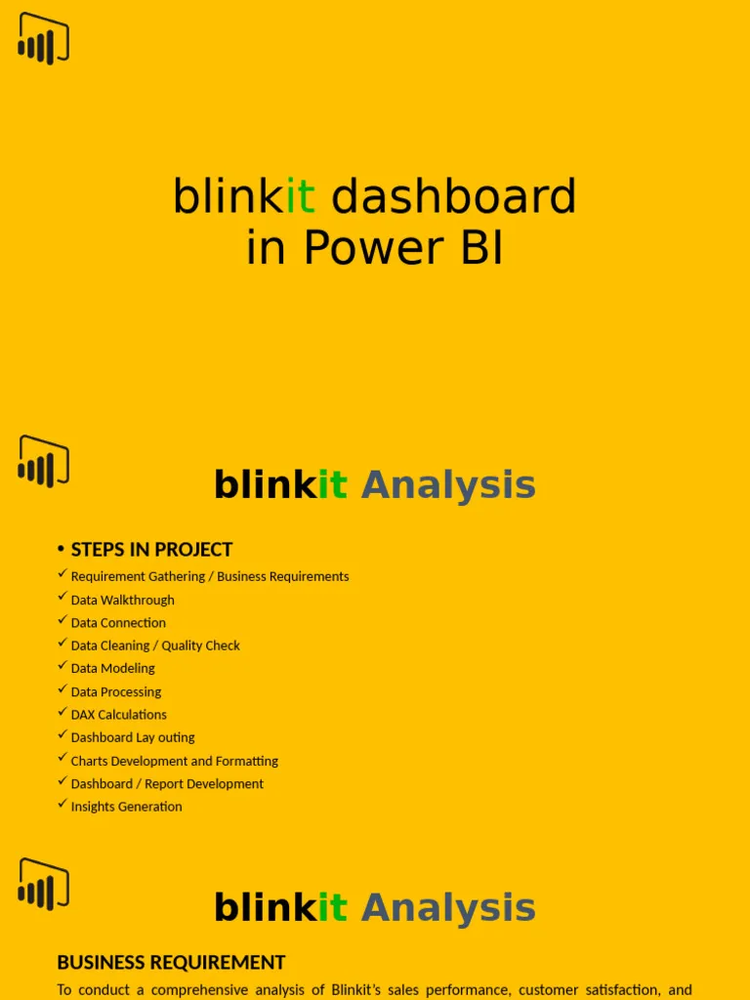 blinkit dashboard
in Power BI
blinkit Analysis
• STEPS IN PROJECT
✓ Requirement Gathering / Business Requirements
✓ Data Walkthrough
✓ Data Connection
✓ Data Cleaning / Quality Check
✓ Data Modeling
✓ Data Processing
✓ DAX Calculations
✓ Dashboard Lay outing
✓ Charts Development and Formatting
✓ Dashboard / Report Development
✓ Insights Generation
blinkit Analysis
BUSINESS REQUIREMENT
To conduct a comprehensive analysis of Blinkit’s sales performance, customer satisfaction, and